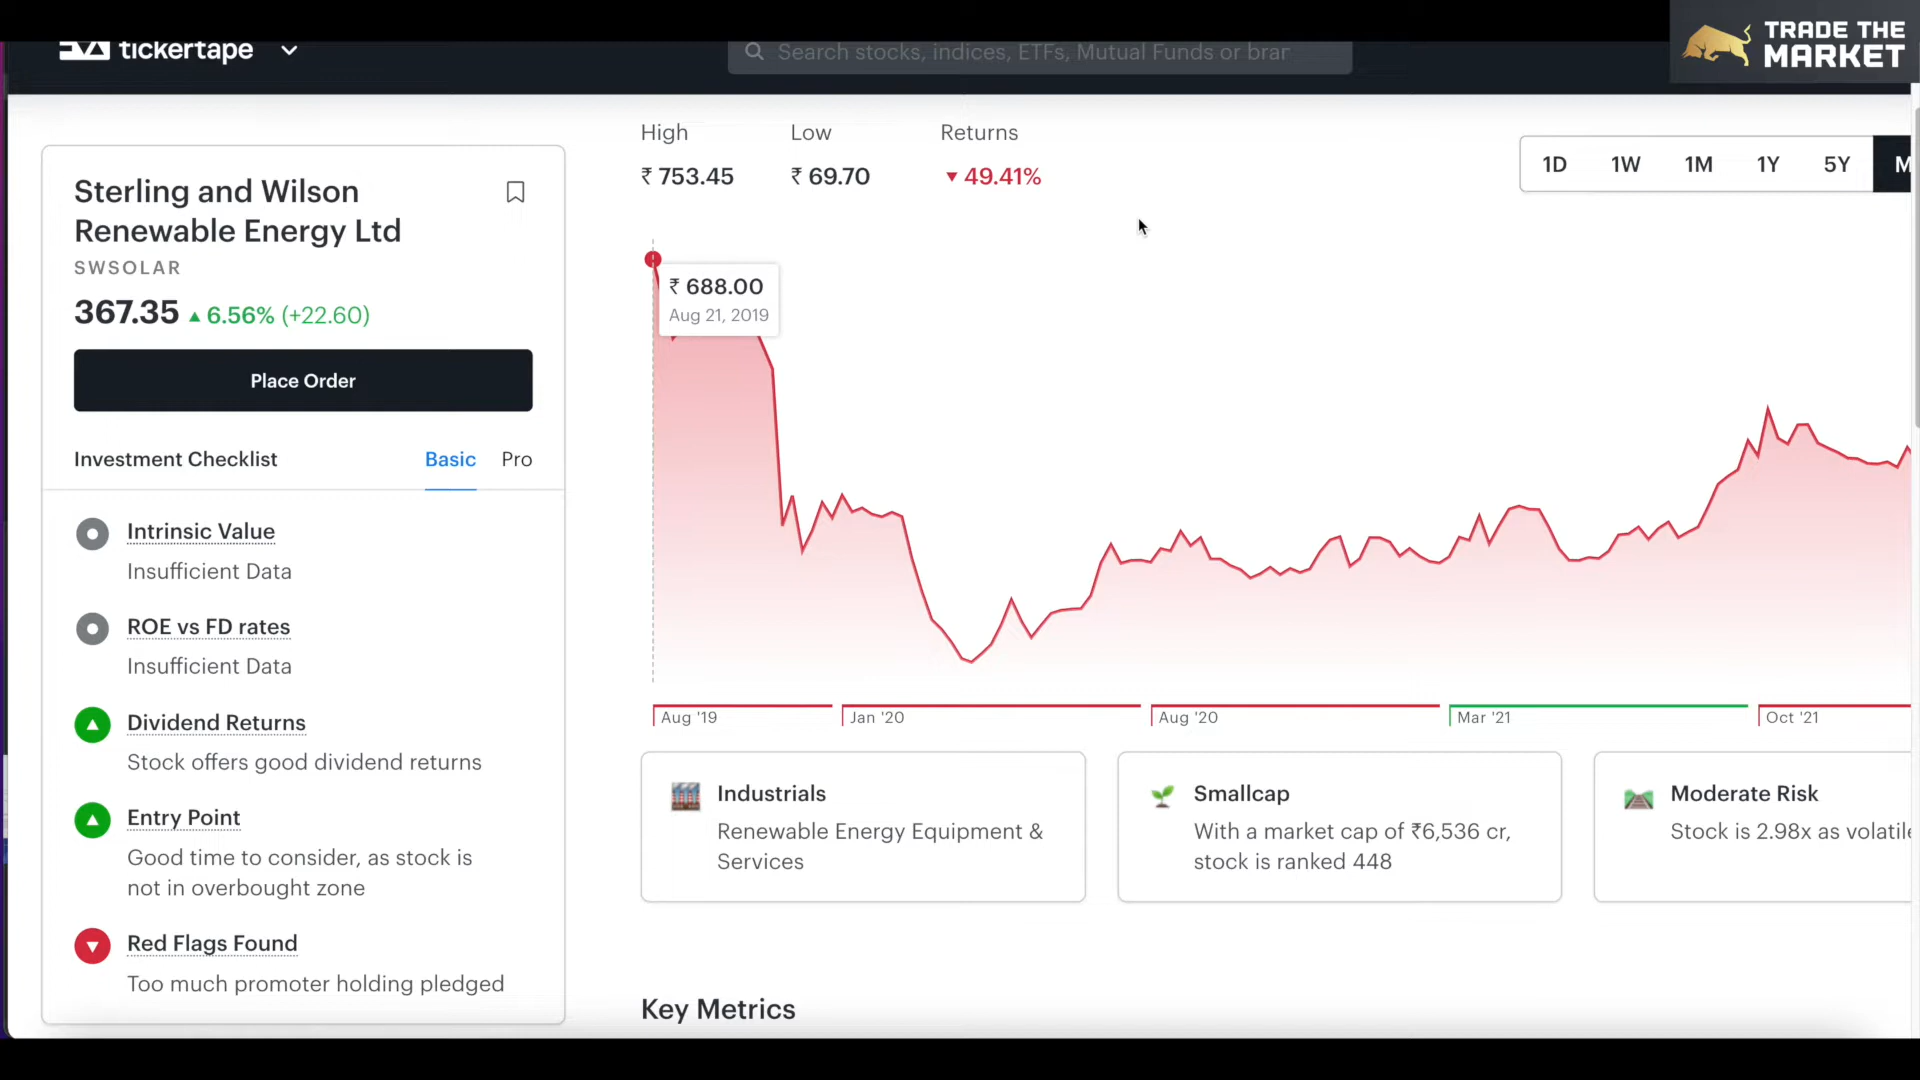 tickertape
Search stocks, indices, ETFs, Mutual Funds or bran
TRADE THE
MARKET
High
Low
Returns
₹ 753.45
₹ 69.70
49.41%
1D
1W
1M
1Y
5Y
M
Sterling and Wilson
Renewable Energy Ltd
SWSOLAR
367.35 6.56% (+22.60)
Place Order
Investment Checklist
Basic
Pro
Intrinsic Value
Insufficient Data
ROE vs FD rates
Insufficient Data
Dividend Returns
Stock offers good dividend returns
Entry Point
Good time to consider, as stock is
not in overbought zone
Red Flags Found
Too much promoter holding pledged
₹ 688.00
Aug 21, 2019
Aug '19
Jan '20
Aug '20
Mar '21
Oct '21
Industrials
Renewable Energy Equipment &
Services
Smallcap
With a market cap of ₹6,536 cr,
stock is ranked 448
Moderate Risk
Stock is 2.98x as volatile
Key Metrics